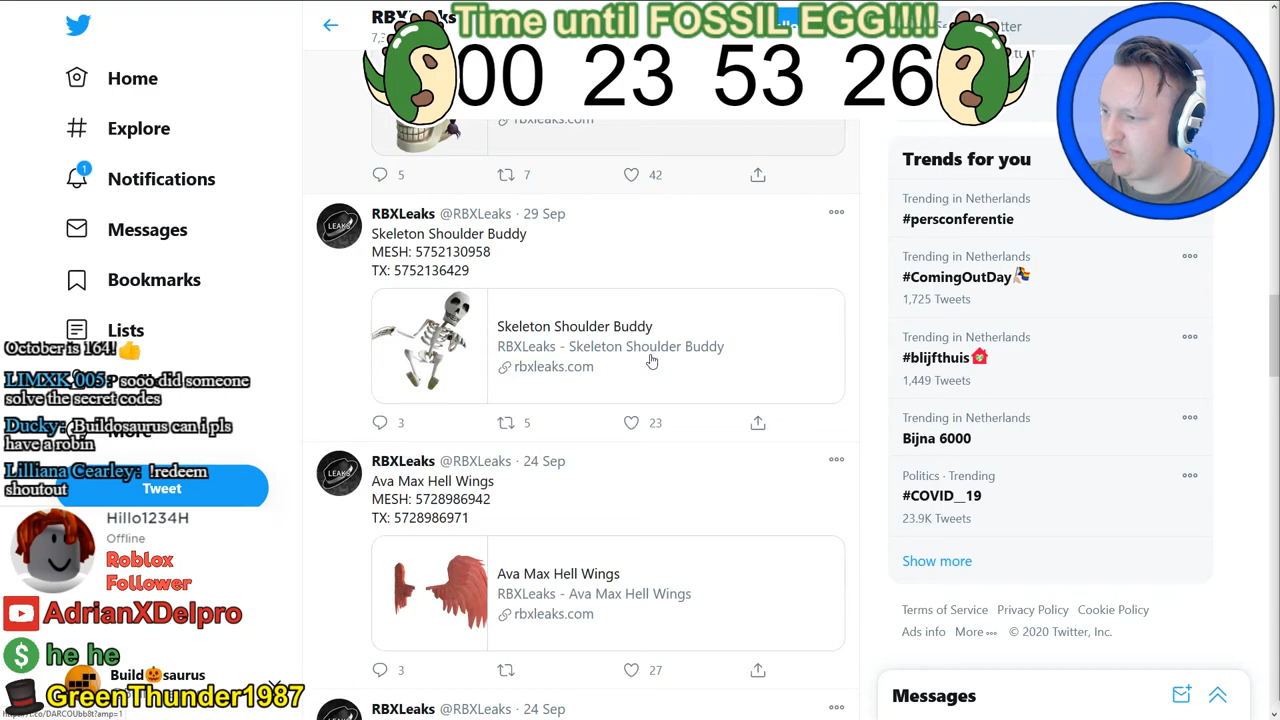 Time until FOSSIL EGG!!!!
00 23 53 26
RBXLeaks
Home
Explore
1
Notifications
Messages
Bookmarks
Lists
More
Tweet
October is 164!👍
LIMXK_005: sooo did someone
solve the secret codes
Ducky: Buildosaurus can i pls
have a robin
Lilliana Cearley: !redeem
shoutout
Hillo1234H
Offline
Roblox
Follower
AdrianXDelpro
he he
Build🎃saurus
GreenThunder1987
rbxleaks.com
5 7 42
RBXLeaks @RBXLeaks · 29 Sep
Skeleton Shoulder Buddy
MESH: 5752130958
TX: 5752136429
Skeleton Shoulder Buddy
RBXLeaks - Skeleton Shoulder Buddy
rbxleaks.com
3 5 23
RBXLeaks @RBXLeaks · 24 Sep
Ava Max Hell Wings
MESH: 5728986942
TX: 5728986971
Ava Max Hell Wings
RBXLeaks - Ava Max Hell Wings
rbxleaks.com
3 27
RBXLeaks @RBXLeaks · 24 Sep
LEAKS
LEAKS
Trends for you
Trending in Netherlands
#persconferentie
Trending in Netherlands
#ComingOutDay
1,725 Tweets
Trending in Netherlands
#blijfthuis
1,449 Tweets
Trending in Netherlands
Bijna 6000
Politics · Trending
#COVID__19
23.9K Tweets
Show more
Terms of Service Privacy Policy Cookie Policy
Ads info More © 2020 Twitter, Inc.
Messages